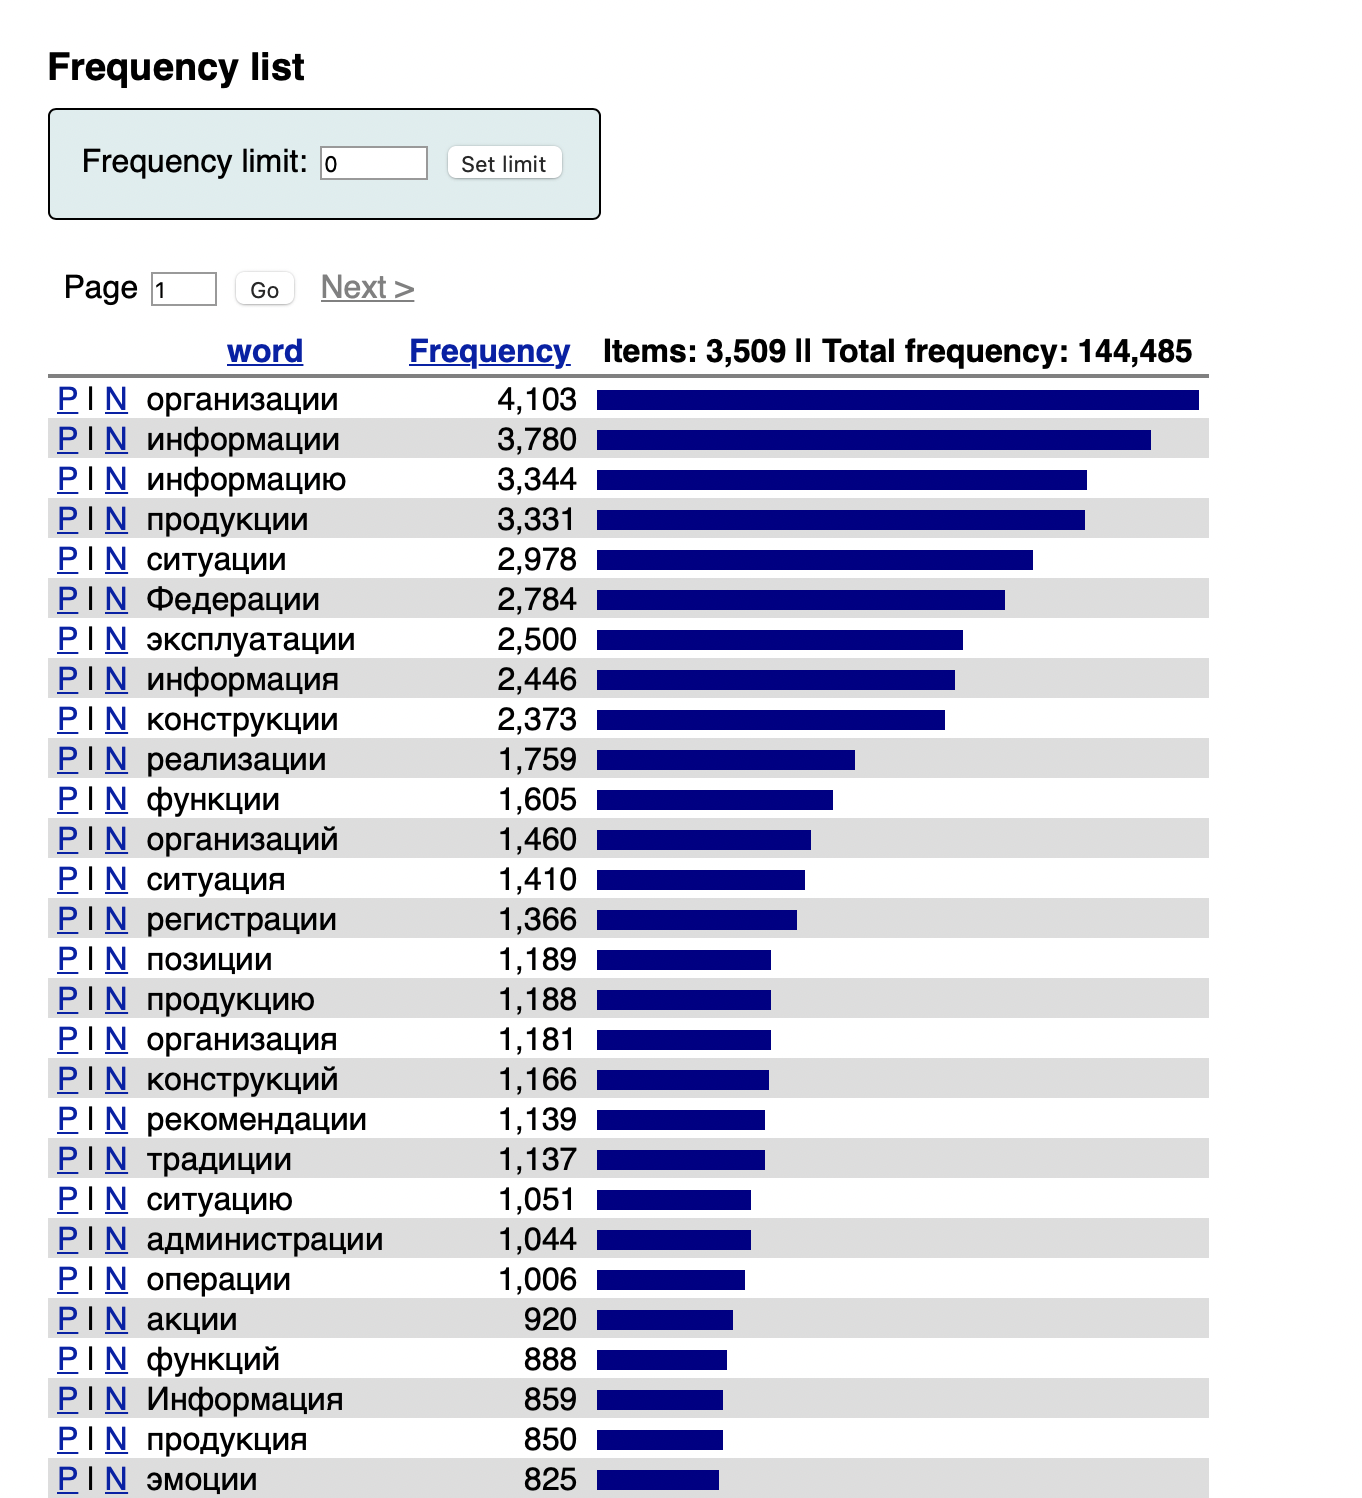 Frequency list
Frequency limit: 0 Set limit
Page 1 Go Next >
word Frequency Items: 3,509 || Total frequency: 144,485
P | N организации 4,103
P | N информации 3,780
P | N информацию 3,344
P | N продукции 3,331
P | N ситуации 2,978
P | N Федерации 2,784
P | N эксплуатации 2,500
P | N информация 2,446
P | N конструкции 2,373
P | N реализации 1,759
P | N функции 1,605
P | N организаций 1,460
P | N ситуация 1,410
P | N регистрации 1,366
P | N позиции 1,189
P | N продукцию 1,188
P | N организация 1,181
P | N конструкций 1,166
P | N рекомендации 1,139
P | N традиции 1,137
P | N ситуацию 1,051
P | N администрации 1,044
P | N операции 1,006
P | N акции 920
P | N функций 888
P | N Информация 859
P | N продукция 850
P | N эмоции 825